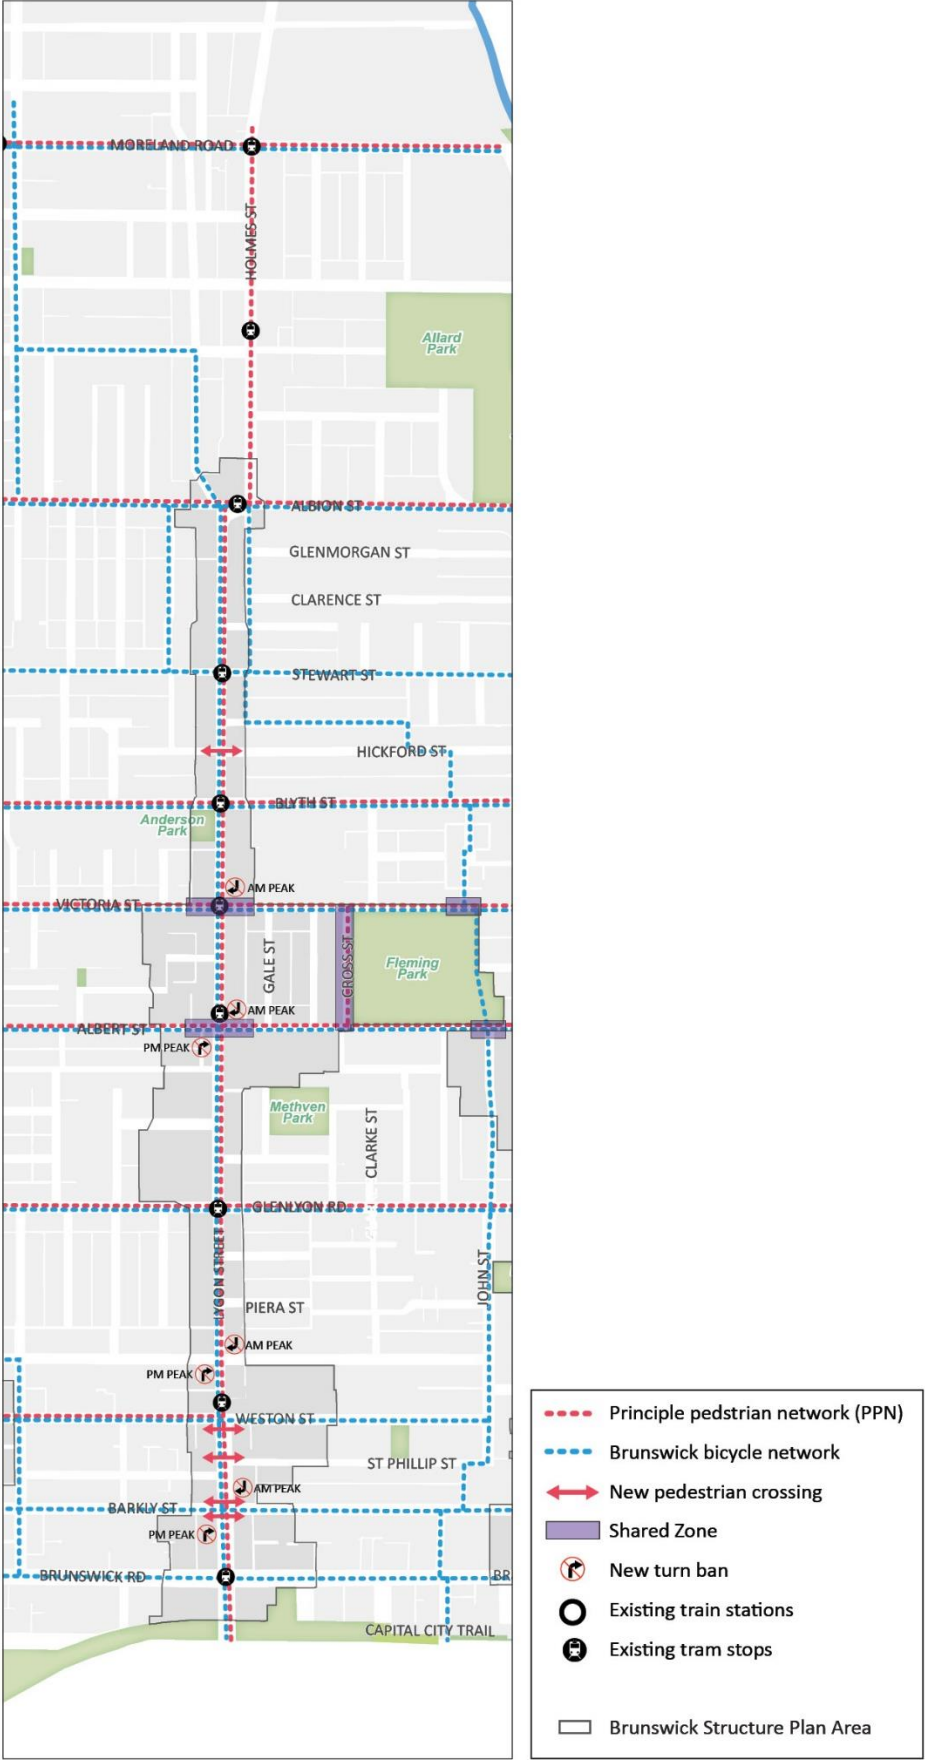 MORELAND ROAD
HOLMES ST
Allard
Park
ALBION ST
GLENMORGAN ST
CLARENCE ST
STEWART ST
HICKFORD ST
BLYTH ST
Anderson
Park
AM PEAK
VICTORIA ST
GALE ST
CROSS ST
Fleming
Park
AM PEAK
ALBERT ST
PM PEAK
Methven
Park
CLARKE ST
GLENLYON RD
LYGON STREET
JOHN ST
PIERA ST
AM PEAK
PM PEAK
WESTON ST
ST PHILLIP ST
AM PEAK
BARKLY ST
PM PEAK
BRUNSWICK RD
BR
CAPITAL CITY TRAIL
Principle pedstrian network (PPN)
Brunswick bicycle network
New pedestrian crossing
Shared Zone
New turn ban
Existing train stations
Existing tram stops
Brunswick Structure Plan Area